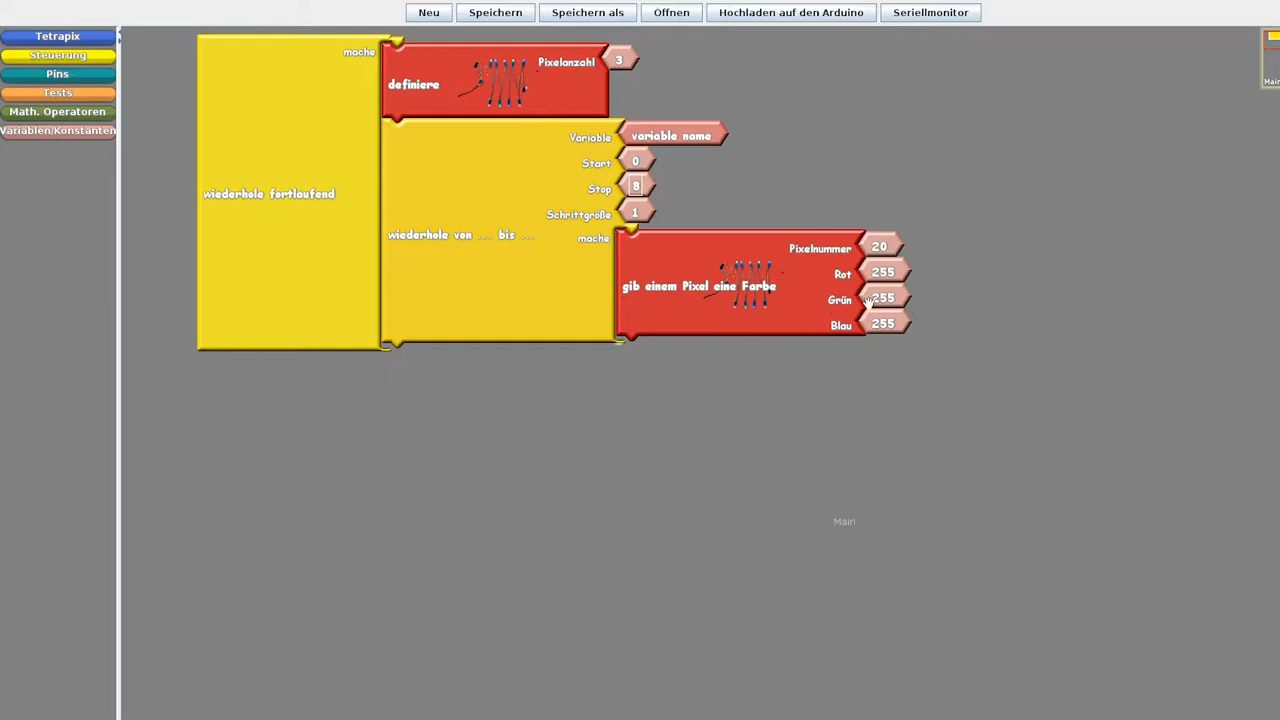 Neu
Speichern
Speichern als
Öffnen
Hochladen auf den Arduino
Seriellmonitor
Tetrapix
Steuerung
Pins
Tests
Math. Operatoren
Variablen/Konstanten
wiederhole fortlaufend
mache
definiere
Pixelanzahl
3
wiederhole von ... bis ...
Variable
variable name
Start
0
Stop
8
Schrittgröße
1
mache
gib einem Pixel eine Farbe
Pixelnummer
20
Rot
255
Grün
255
Blau
255
Main
Main